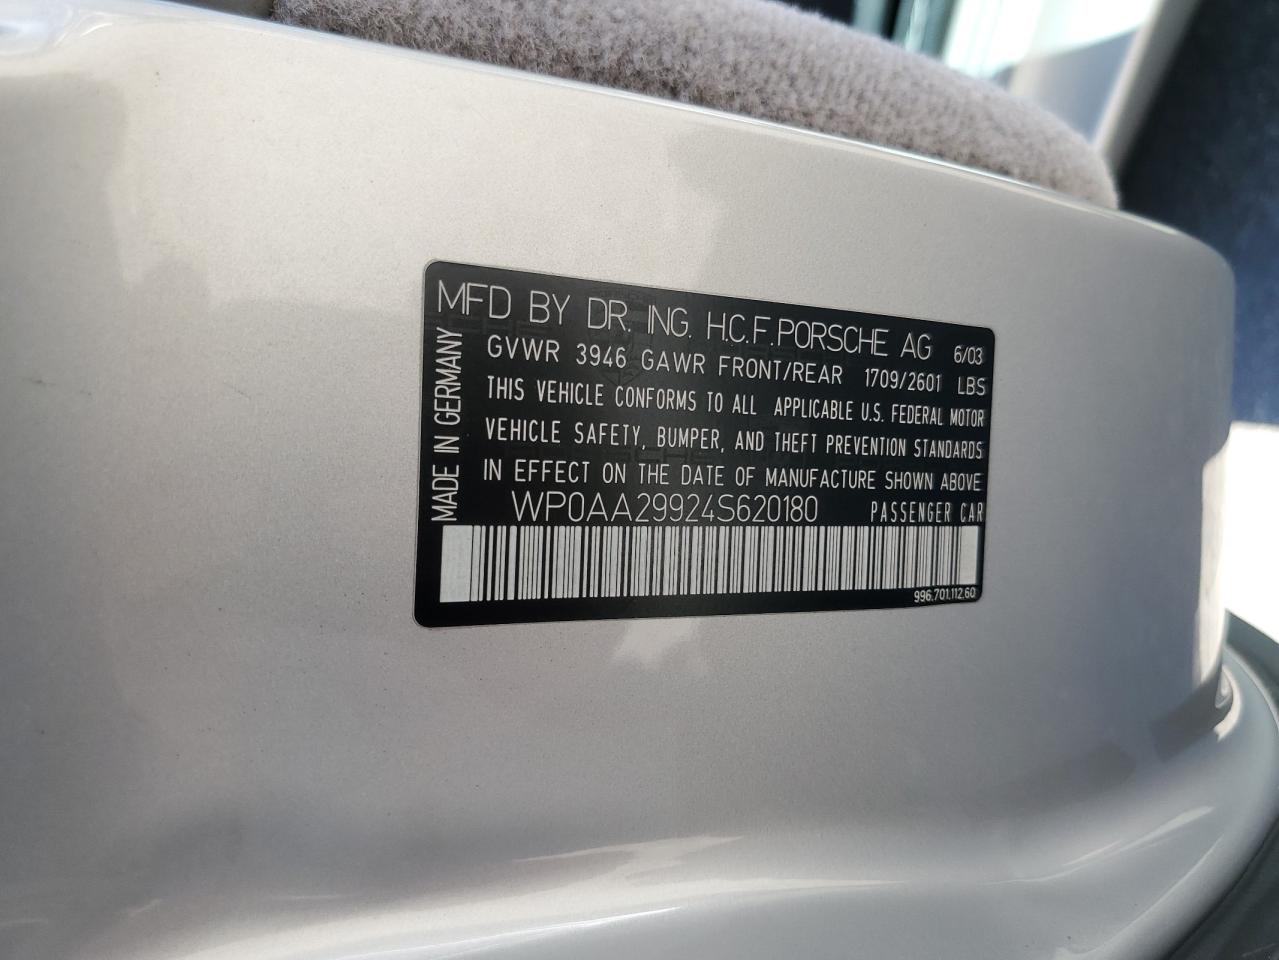 MFD BY DR. ING. H.C.F. PORSCHE AG 6/03
GVWR 3946 GAWR FRONT/REAR 1709/2601 LBS
THIS VEHICLE CONFORMS TO ALL APPLICABLE U.S. FEDERAL MOTOR
VEHICLE SAFETY, BUMPER, AND THEFT PREVENTION STANDARDS
IN EFFECT ON THE DATE OF MANUFACTURE SHOWN ABOVE
WP0AA29924S620180 PASSENGER CAR
996.701.112.60
MADE IN GERMANY